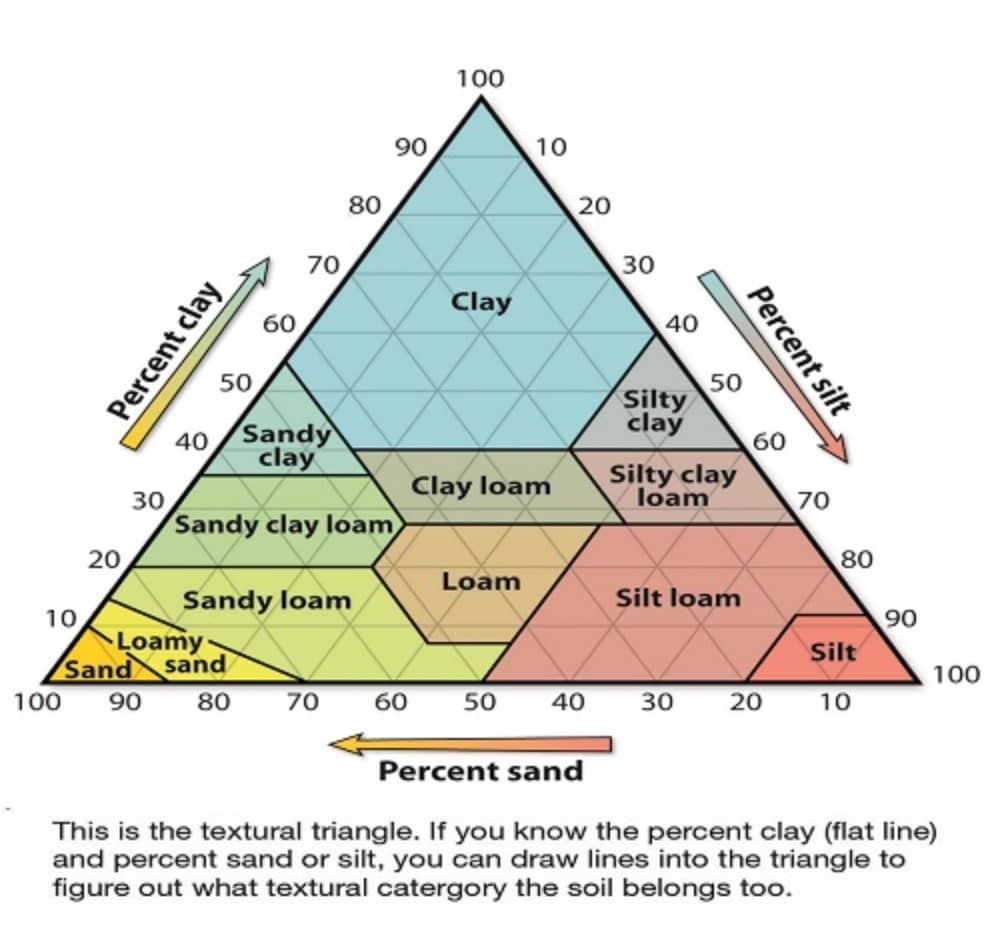 100
90
10
80
20
70
30
Percent clay
Percent silt
Clay
60
40
50
50
Silty
clay
40
60
Sandy
clay
Clay loam
Silty clay
loam
30
70
Sandy clay loam
20
80
Loam
Sandy loam
Silt loam
10
90
Loamy
sand
Sand
Silt
100
100 90 80 70 60 50 40 30 20 10
Percent sand
This is the textural triangle. If you know the percent clay (flat line)
and percent sand or silt, you can draw lines into the triangle to
figure out what textural catergory the soil belongs too.